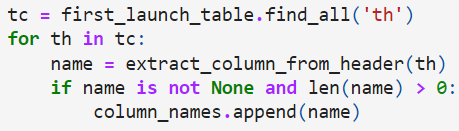 tc = first_launch_table.find_all('th')
for th in tc:
    name = extract_column_from_header(th)
    if name is not None and len(name) > 0:
        column_names.append(name)